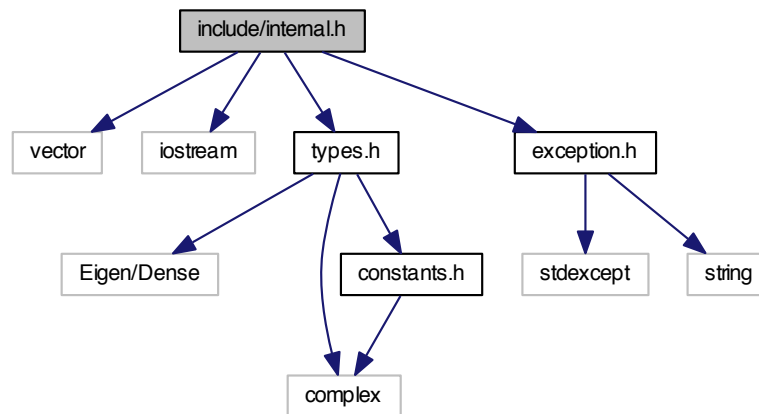 include/internal.h
vector
iostream
types.h
exception.h
Eigen/Dense
constants.h
stdexcept
string
complex